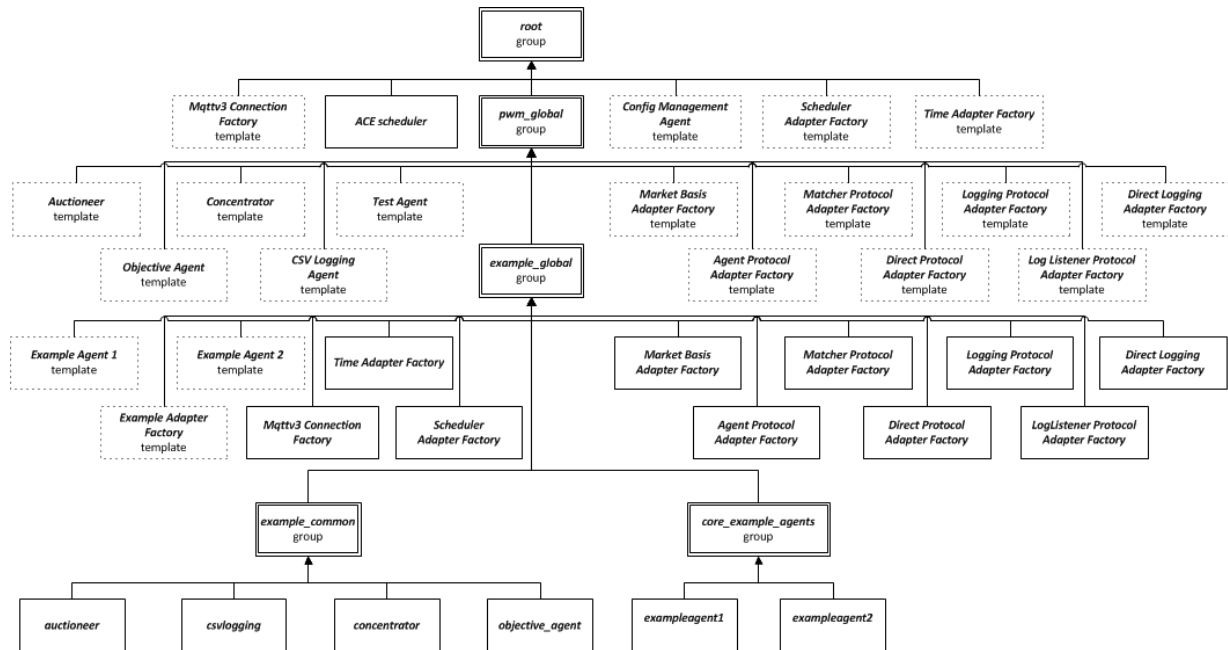 root
group
Mqttv3 Connection
Factory
template
ACE scheduler
pwm_global
group
Config Management
Agent
template
Scheduler
Adapter Factory
template
Time Adapter Factory
template
Auctioneer
template
Concentrator
template
Test Agent
template
Market Basis
Adapter Factory
template
Matcher Protocol
Adapter Factory
template
Logging Protocol
Adapter Factory
template
Direct Logging
Adapter Factory
template
Objective Agent
template
CSV Logging
Agent
template
example_global
group
Agent Protocol
Adapter Factory
template
Direct Protocol
Adapter Factory
template
Log Listener Protocol
Adapter Factory
template
Example Agent 1
template
Example Agent 2
template
Time Adapter Factory
Market Basis
Adapter Factory
Matcher Protocol
Adapter Factory
Logging Protocol
Adapter Factory
Direct Logging
Adapter Factory
Example Adapter
Factory
template
Mqttv3 Connection
Factory
Scheduler
Adapter Factory
Agent Protocol
Adapter Factory
Direct Protocol
Adapter Factory
LogListener Protocol
Adapter Factory
example_common
group
core_example_agents
group
auctioneer
csvlogging
concentrator
objective_agent
exampleagent1
exampleagent2